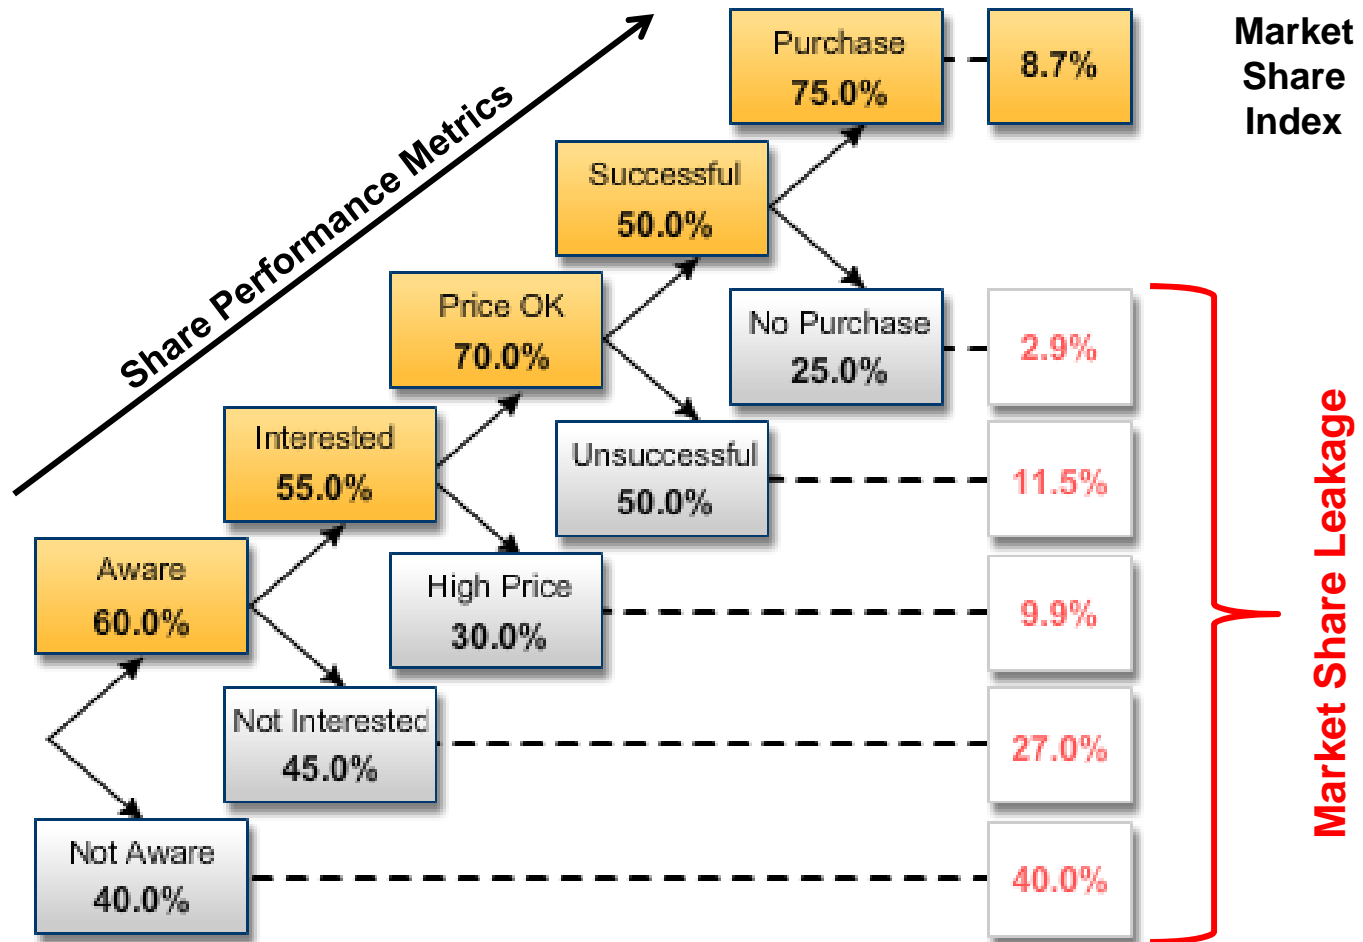 Share Performance Metrics
Purchase
75.0%
8.7%
Market
Share
Index
Successful
50.0%
Price OK
70.0%
No Purchase
25.0%
2.9%
Interested
55.0%
Unsuccessful
50.0%
11.5%
Aware
60.0%
High Price
30.0%
9.9%
Not Interested
45.0%
27.0%
Not Aware
40.0%
40.0%
Market Share Leakage